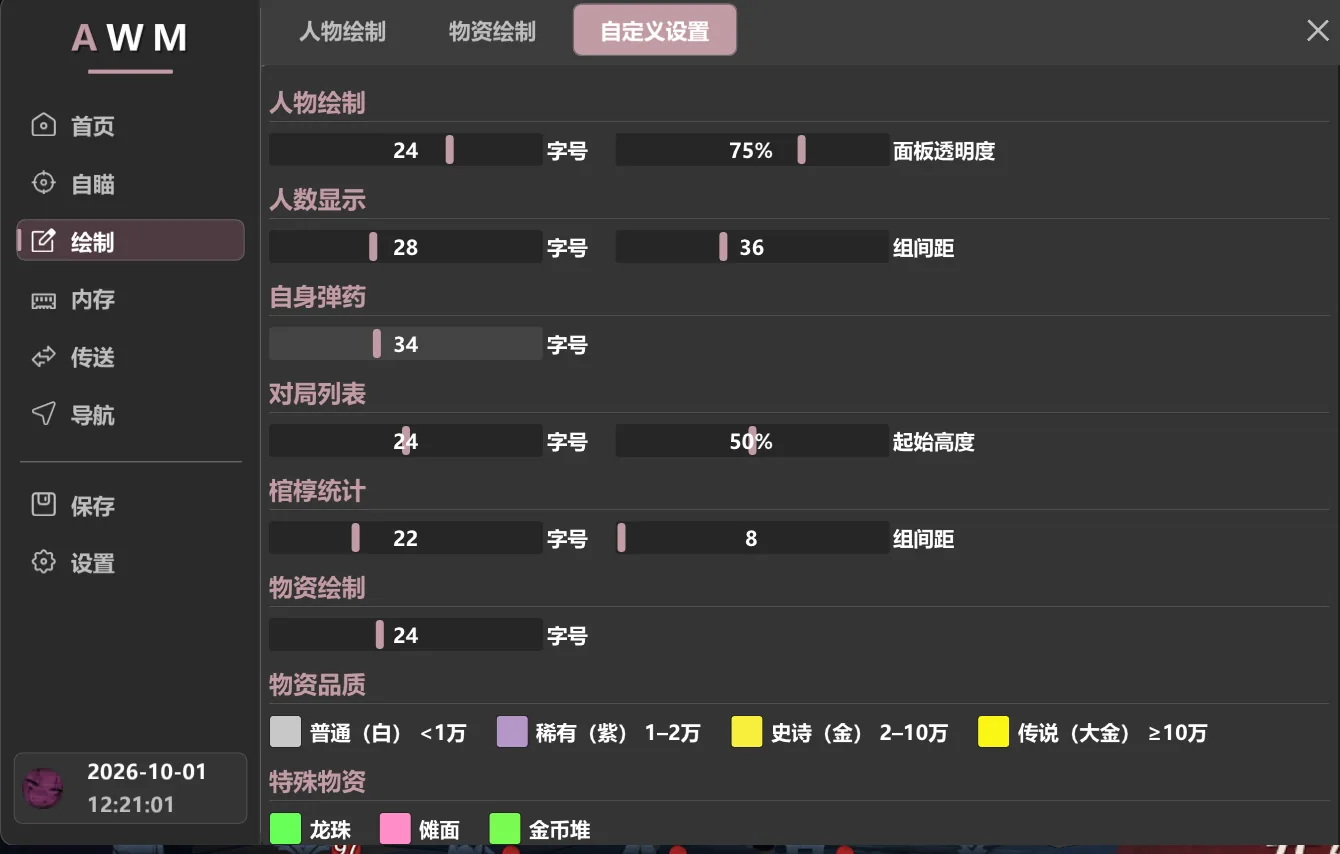 AWM
人物绘制 物资绘制 自定义设置
首页
自瞄
绘制
内存
传送
导航
保存
设置
2026-10-01
12:21:01
人物绘制
24 字号 75% 面板透明度
人数显示
28 字号 36 组间距
自身弹药
34 字号
对局列表
24 字号 50% 起始高度
棺椁统计
22 字号 8 组间距
物资绘制
24 字号
物资品质
普通（白） <1万 稀有（紫） 1–2万 史诗（金） 2–10万 传说（大金） ≥10万
特殊物资
龙珠 傩面 金币堆